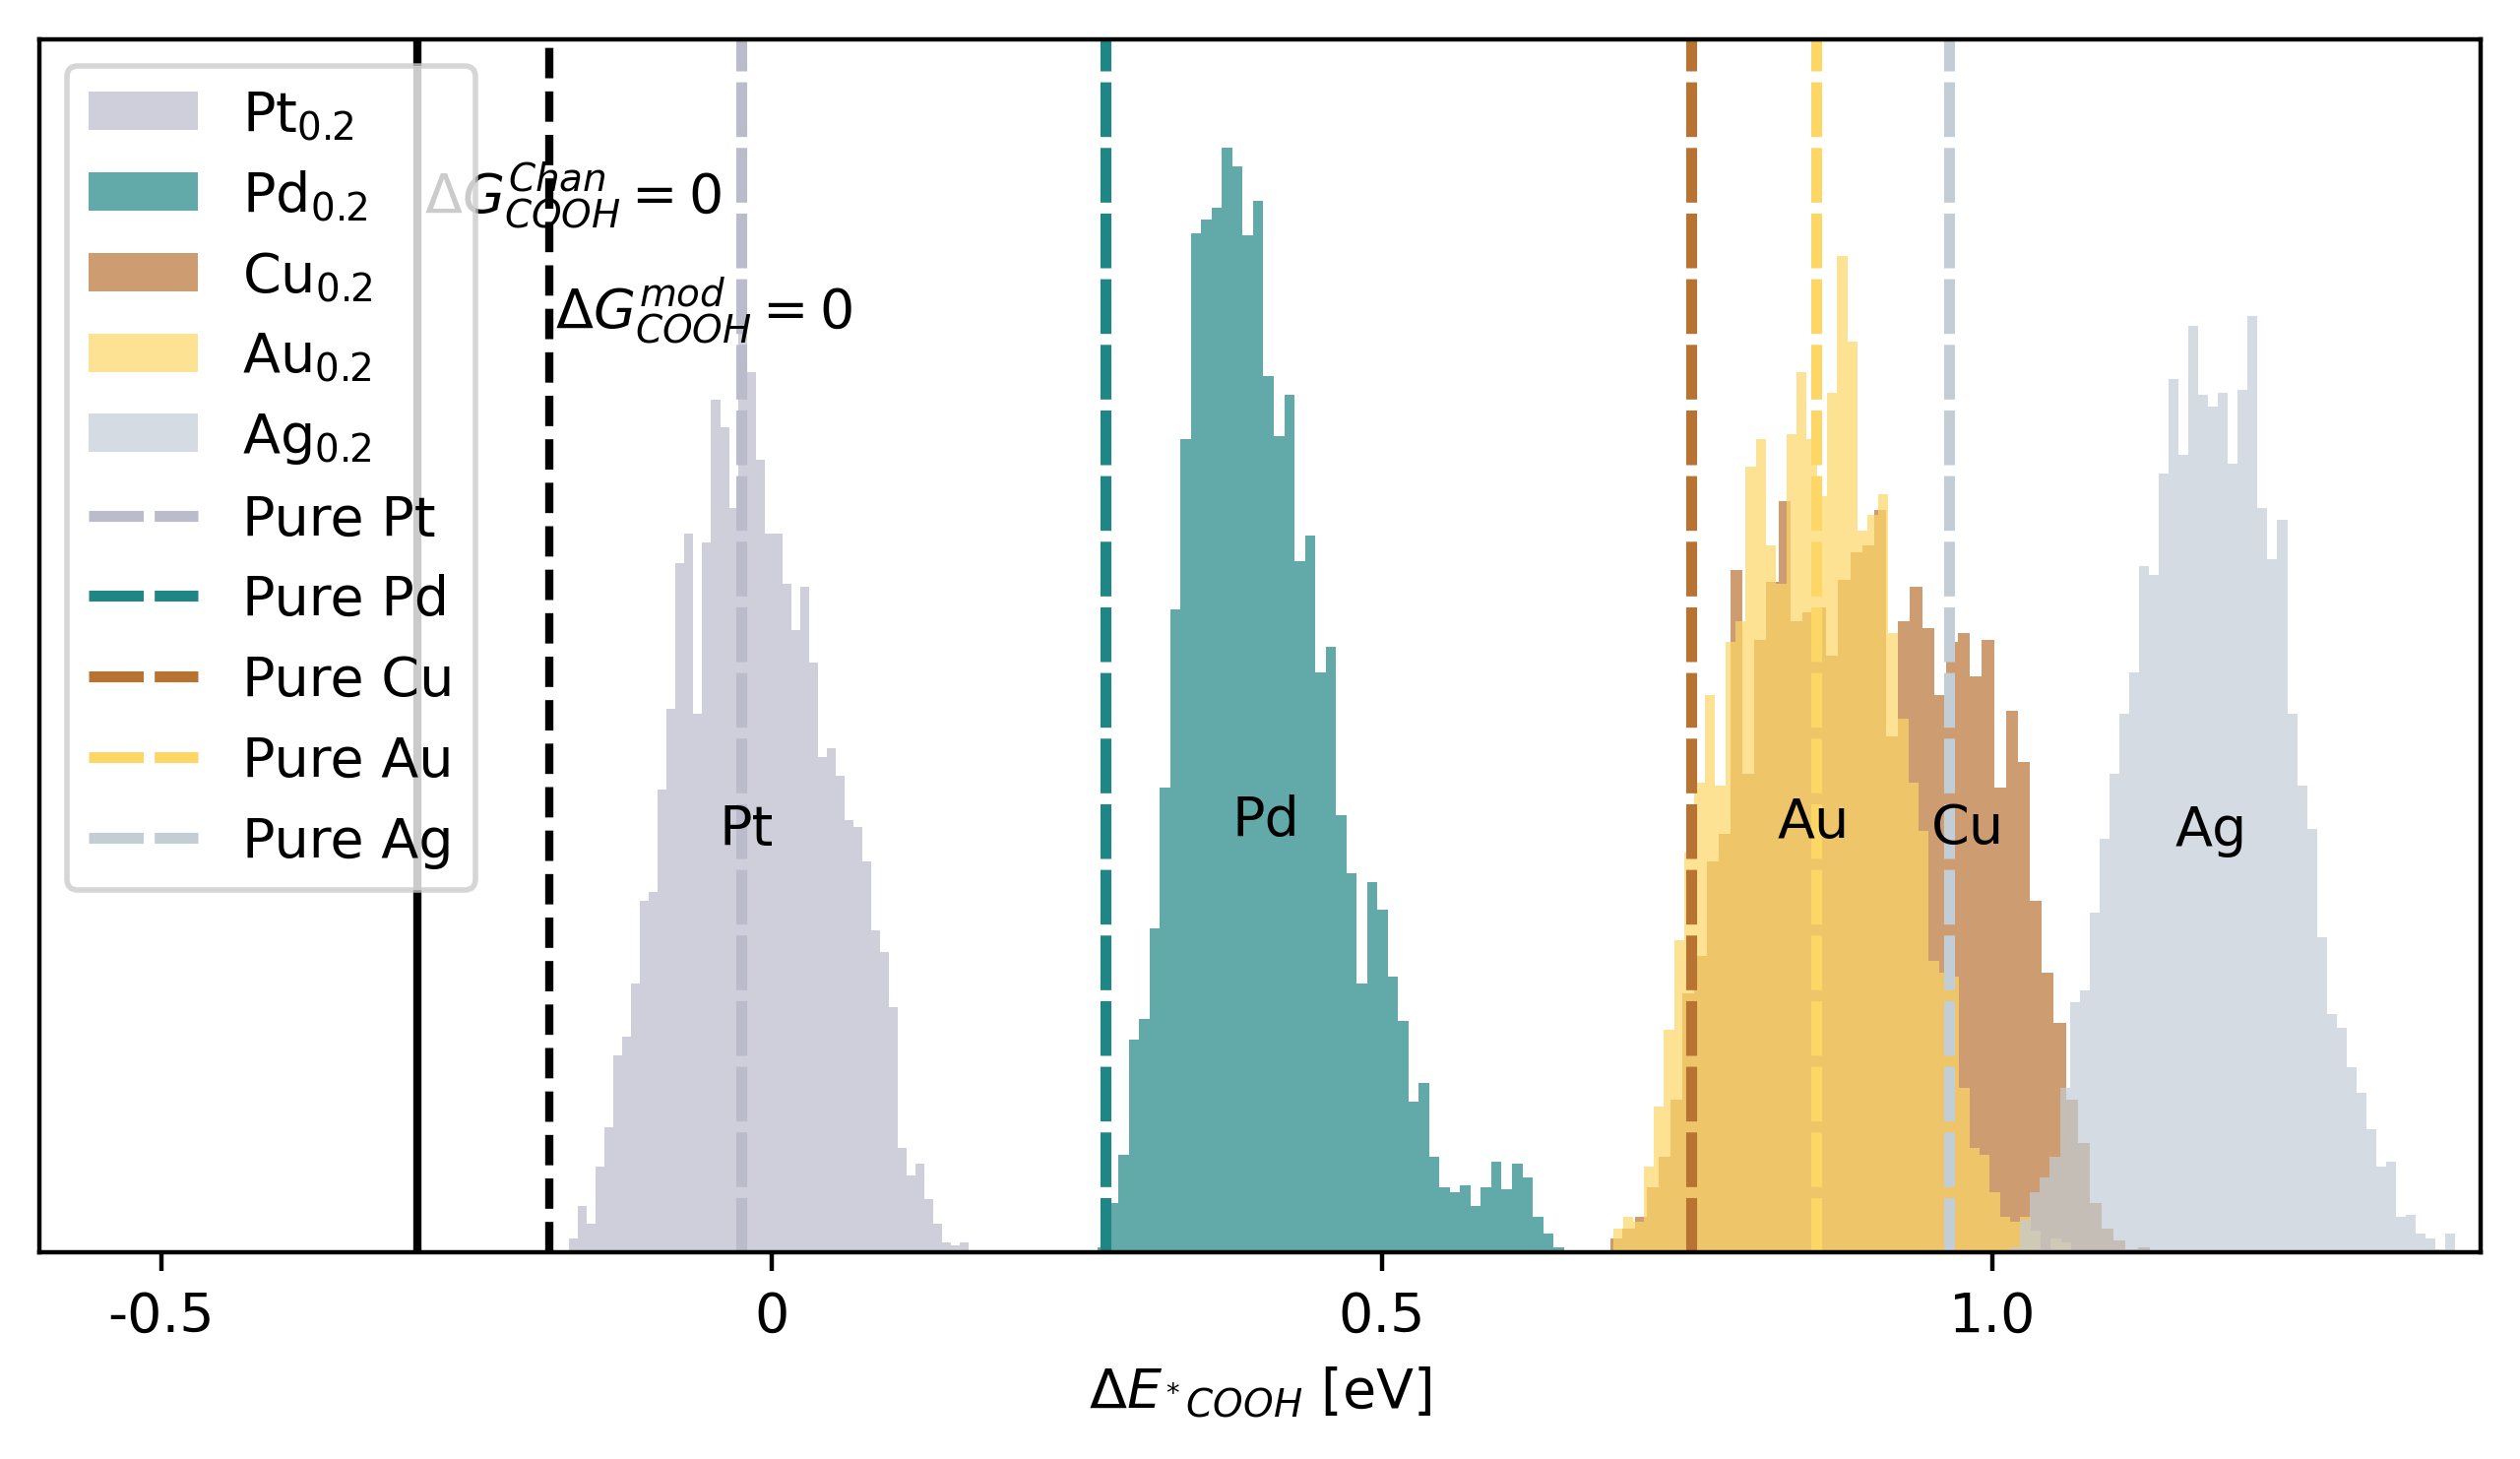 Pt0.2
Pd0.2
Cu0.2
Au0.2
Ag0.2
Pure Pt
Pure Pd
Pure Cu
Pure Au
Pure Ag
ΔG^Chan_COOH = 0
ΔG^mod_COOH = 0
Pt
Pd
Au
Cu
Ag
-0.5 0 0.5 1.0
ΔE*COOH [eV]